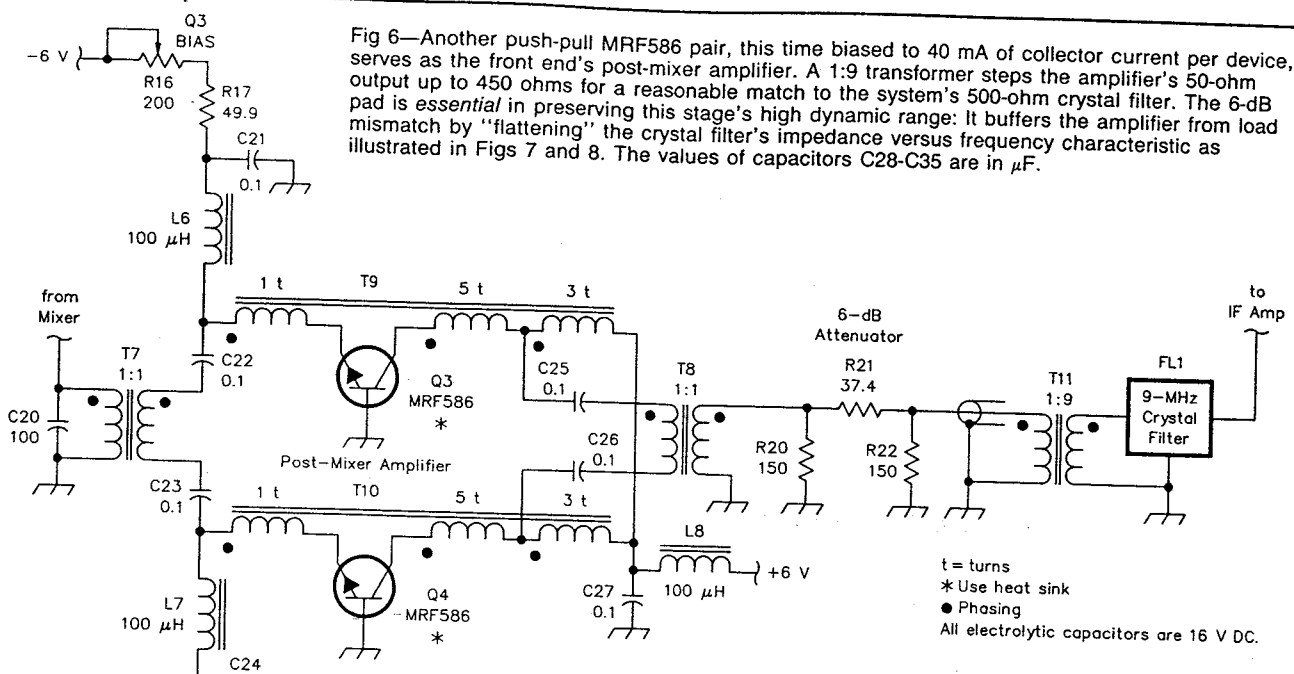 Q3
BIAS
-6 V
R16
200
R17
49.9
C21
0.1
L6
100 μH
Fig 6—Another push-pull MRF586 pair, this time biased to 40 mA of collector current per device,
serves as the front end's post-mixer amplifier. A 1:9 transformer steps the amplifier's 50-ohm
output up to 450 ohms for a reasonable match to the system's 500-ohm crystal filter. The 6-dB
pad is essential in preserving this stage's high dynamic range: It buffers the amplifier from load
mismatch by "flattening" the crystal filter's impedance versus frequency characteristic as
illustrated in Figs 7 and 8. The values of capacitors C28-C35 are in μF.
from
Mixer
T7
1:1
C20
100
C22
0.1
C23
0.1
1 t
T9
5 t
3 t
Q3
MRF586
*
C25
0.1
C26
0.1
Post-Mixer Amplifier
1 t
T10
5 t
3 t
Q4
MRF586
*
L7
100 μH
C24
T8
1:1
6-dB
Attenuator
R21
37.4
R20
150
R22
150
T11
1:9
FL1
9-MHz
Crystal
Filter
to
IF Amp
L8
100 μH
+6 V
C27
0.1
t = turns
* Use heat sink
● Phasing
All electrolytic capacitors are 16 V DC.